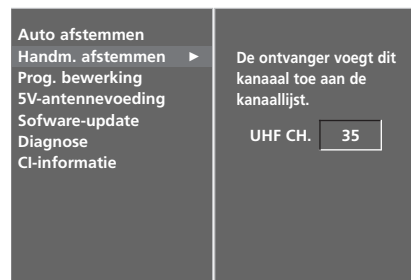 Auto afstemmen
Handm. afstemmen ►
Prog. bewerking
5V-antennevoeding
Sofware-update
Diagnose
CI-informatie
De ontvanger voegt dit
kanaaal toe aan de
kanaallijst.
UHF CH. 35